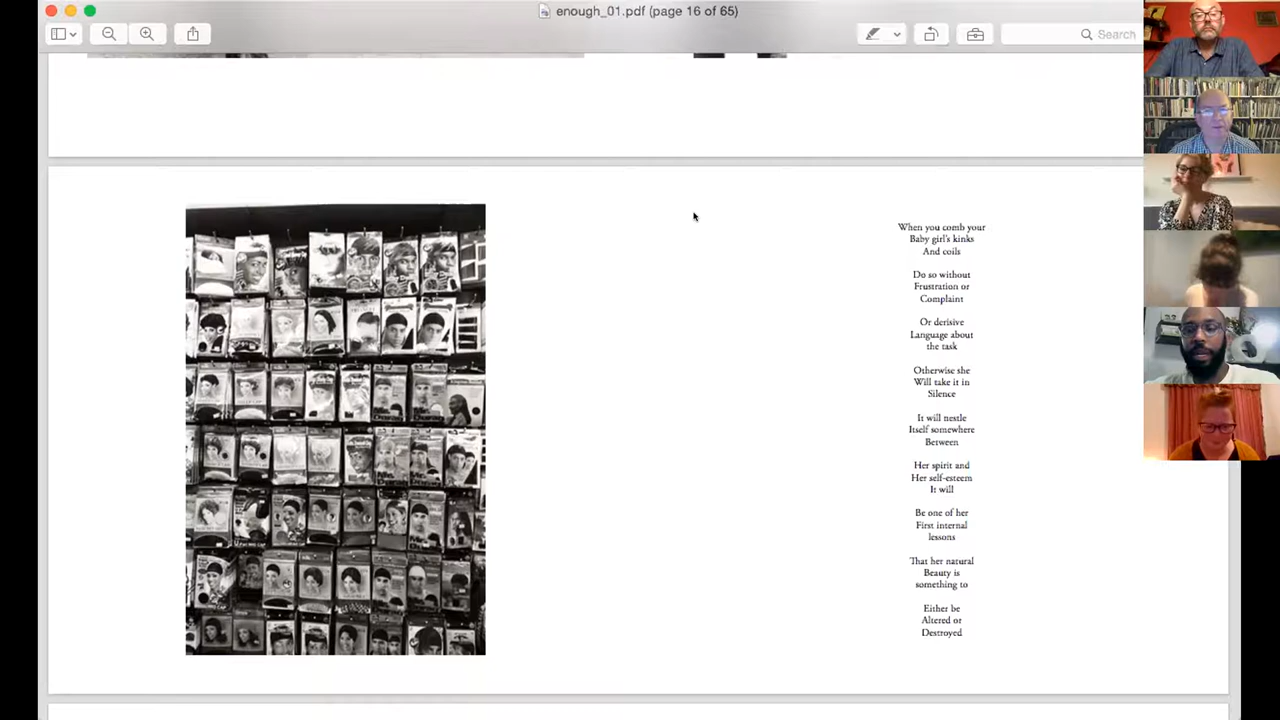 enough_01.pdf (page 16 of 65)
Search
When you comb your
Baby girl's kinks
And coils
Do so without
Frustration or
Complaint
Or derisive
Language about
the task
Otherwise she
Will take it in
Silence
It will nestle
Itself somewhere
Between
Her spirit and
Her self-esteem
It will
Be one of her
First internal
lessons
That her natural
Beauty is
something to
Either be
Altered or
Destroyed